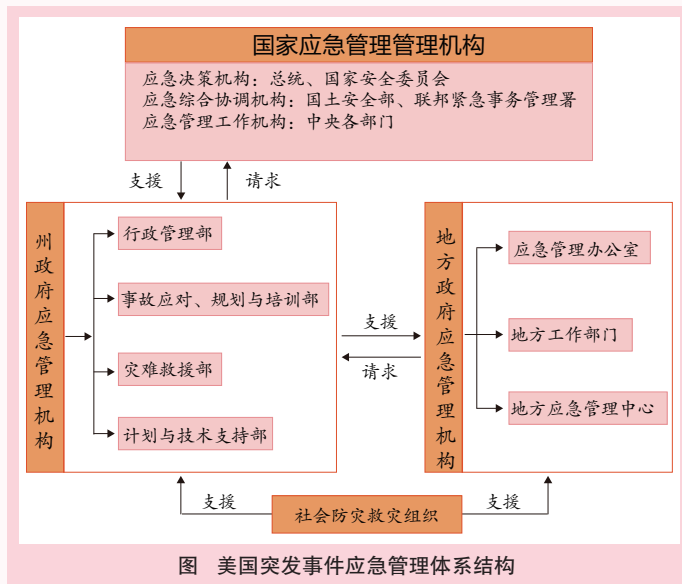 国家应急管理管理机构
应急决策机构：总统、国家安全委员会
应急综合协调机构：国土安全部、联邦紧急事务管理署
应急管理工作机构：中央各部门
支援
请求
州政府应急管理机构
行政管理部
事故应对、规划与培训部
灾难救援部
计划与技术支持部
支援
请求
地方政府应急管理机构
应急管理办公室
地方工作部门
地方应急管理中心
支援
社会防灾救灾组织
支援
图 美国突发事件应急管理体系结构